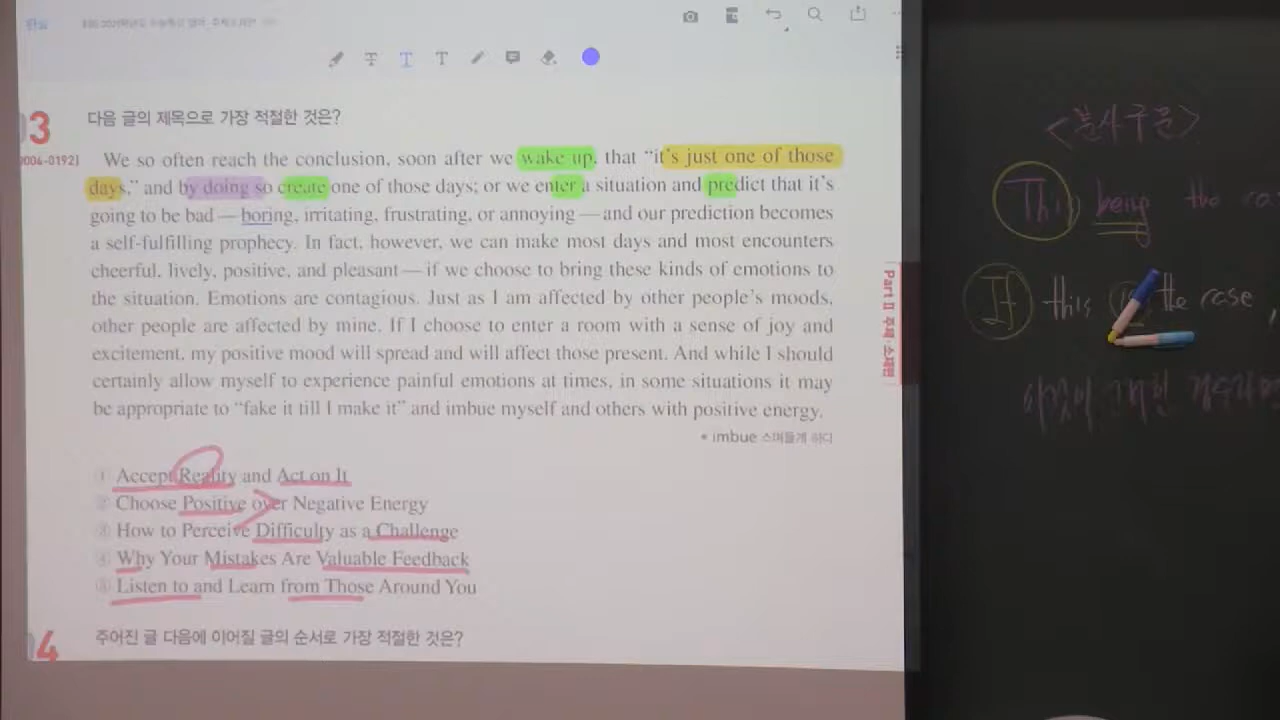 03
다음 글의 제목으로 가장 적절한 것은?
We so often reach the conclusion, soon after we wake up, that “it's just one of those
days,” and by doing so create one of those days; or we enter a situation and predict that it's
going to be bad — boring, irritating, frustrating, or annoying — and our prediction becomes
a self-fulfilling prophecy. In fact, however, we can make most days and most encounters
cheerful, lively, positive, and pleasant — if we choose to bring these kinds of emotions to
the situation. Emotions are contagious. Just as I am affected by other people's moods,
other people are affected by mine. If I choose to enter a room with a sense of joy and
excitement, my positive mood will spread and will affect those present. And while I should
certainly allow myself to experience painful emotions at times, in some situations it may
be appropriate to “fake it till I make it” and imbue myself and others with positive energy.
* imbue 스며들게 하다
① Accept Reality and Act on It
② Choose Positive over Negative Energy
③ How to Perceive Difficulty as a Challenge
④ Why Your Mistakes Are Valuable Feedback
⑤ Listen to and Learn from Those Around You
04
주어진 글 다음에 이어질 글의 순서로 가장 적절한 것은?
Part II 주제·소재편
<분사구문>
This being the
If this is the case,